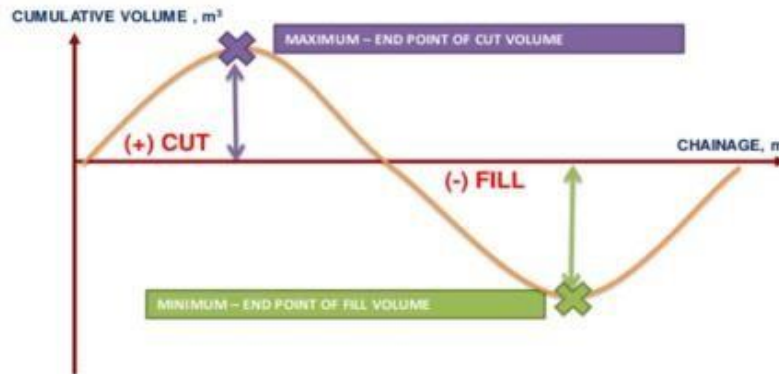 CUMULATIVE VOLUME , m³
MAXIMUM – END POINT OF CUT VOLUME
(+) CUT
CHAINAGE, m
(-) FILL
MINIMUM – END POINT OF FILL VOLUME